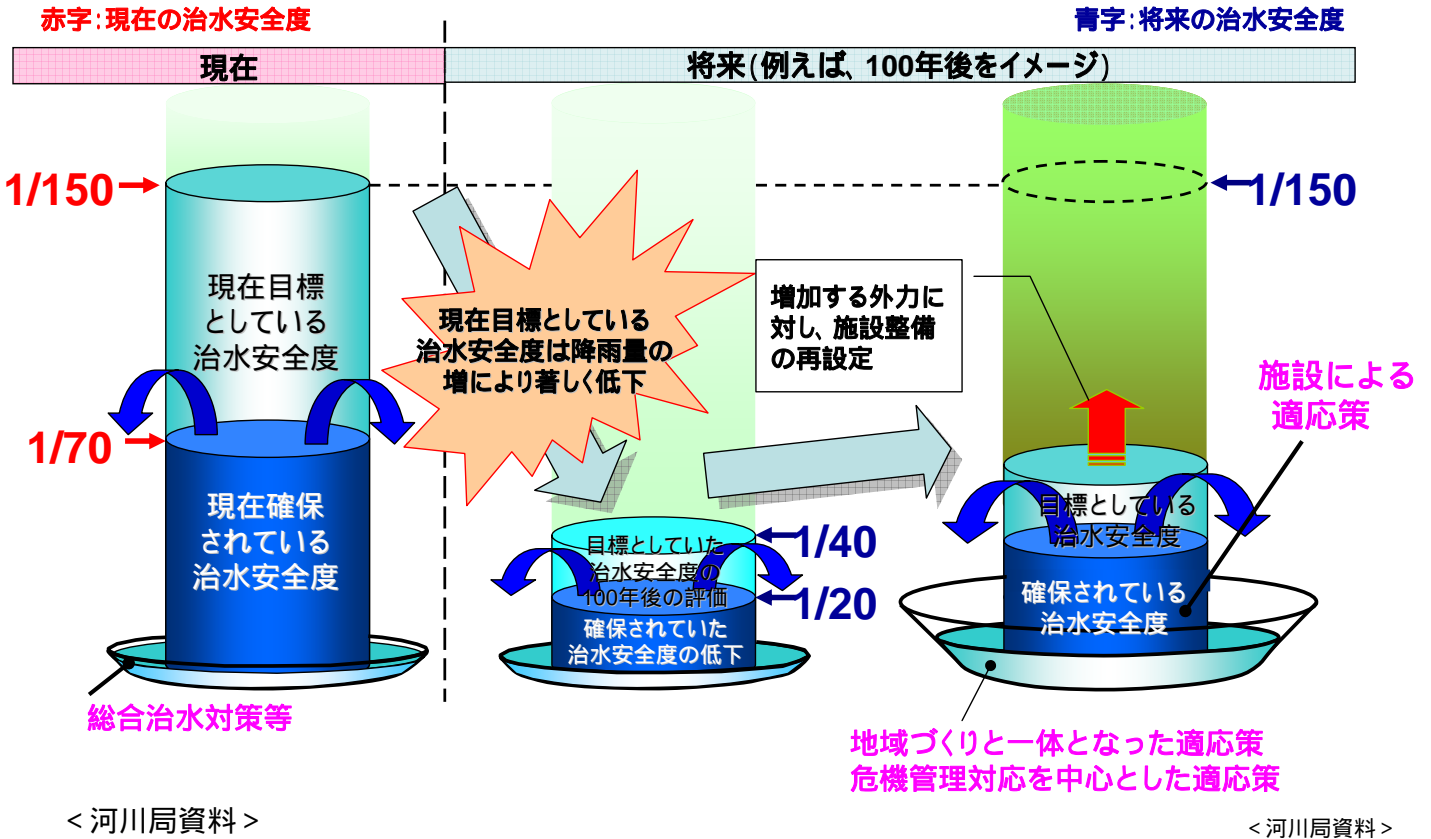 赤字:現在の治水安全度
青字:将来の治水安全度
現在
将来(例えば、100年後をイメージ)
1/150
1/150
現在目標
としている
治水安全度
1/70
現在確保
されている
治水安全度
総合治水対策等
現在目標としている
治水安全度は降雨量の
増により著しく低下
目標としていた
治水安全度の
100年後の評価
1/40
1/20
確保されていた
治水安全度の低下
増加する外力に
対し、施設整備
の再設定
施設による
適応策
目標としている
治水安全度
確保されている
治水安全度
地域づくりと一体となった適応策
危機管理対応を中心とした適応策
<河川局資料>
<河川局資料>